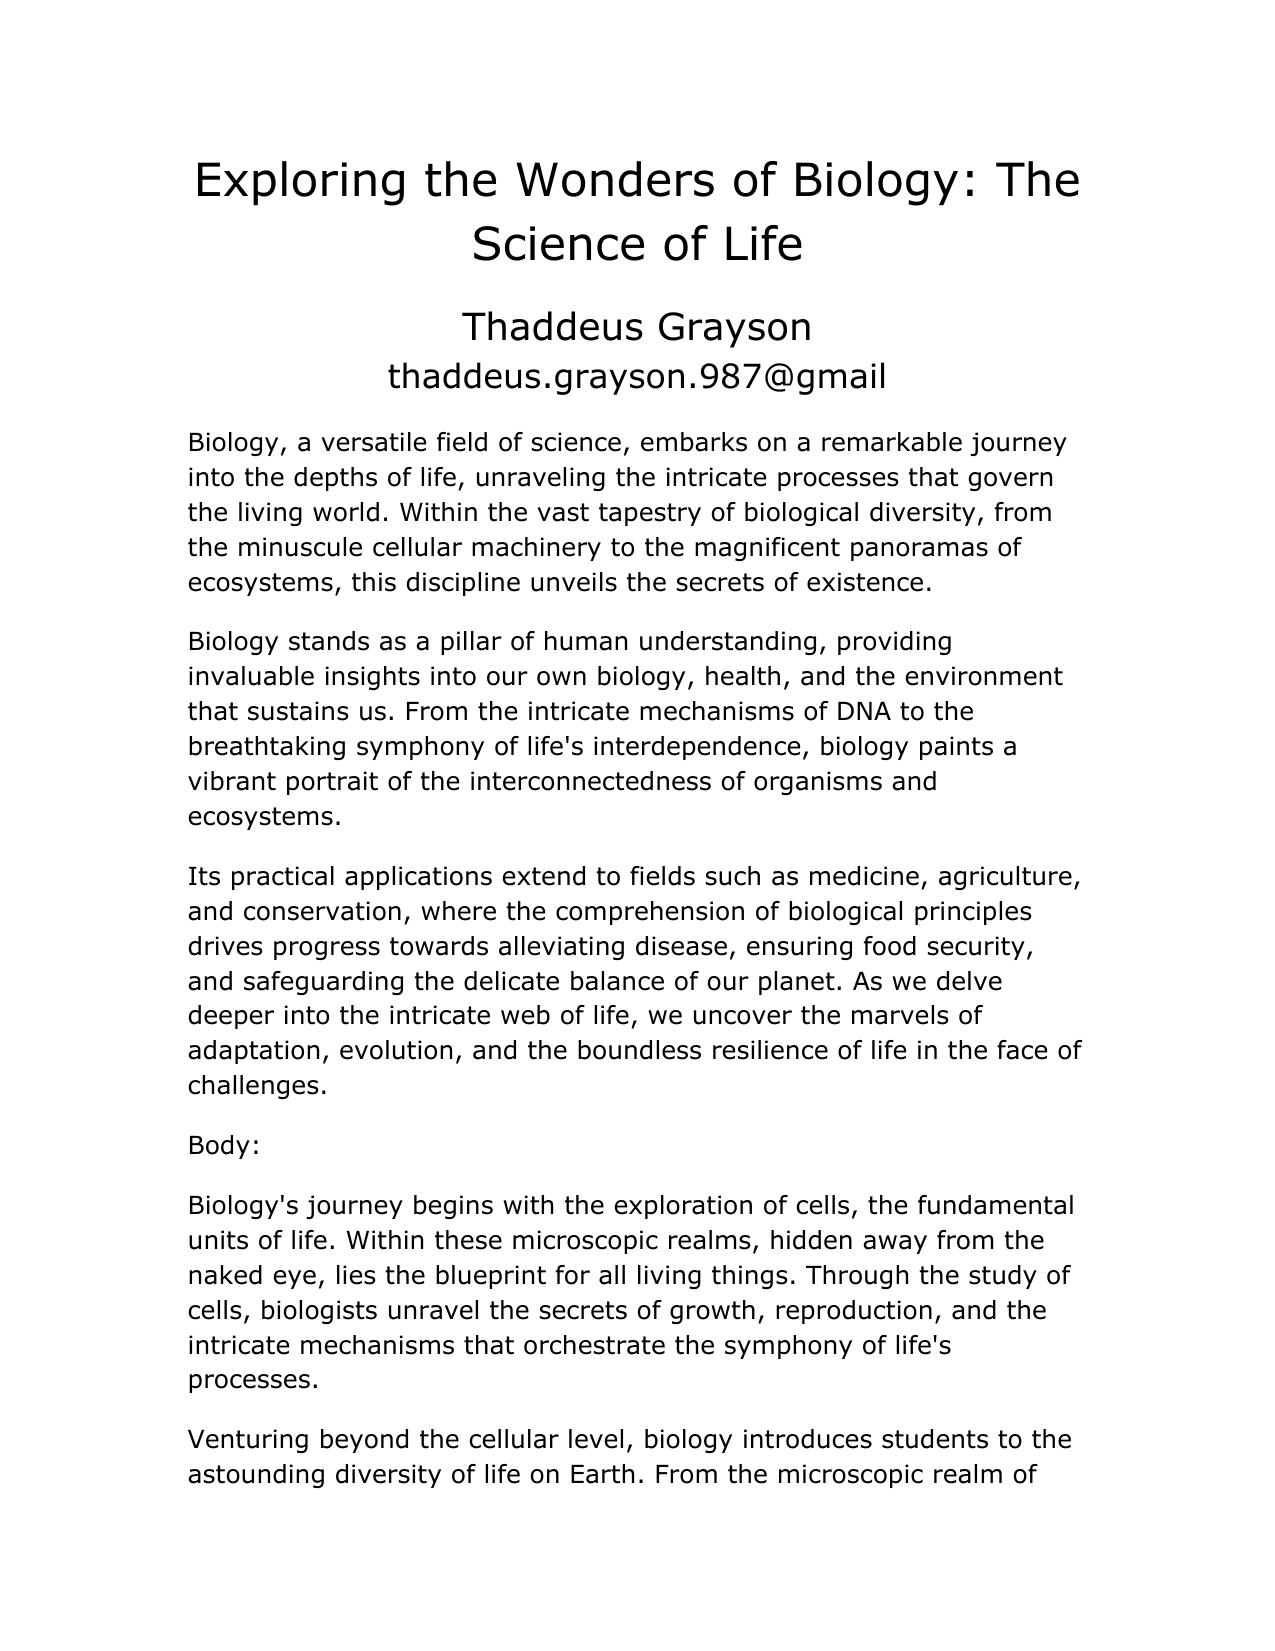 Exploring the Wonders of Biology: The
Science of Life
Thaddeus Grayson
thaddeus.grayson.987@gmail
Biology, a versatile field of science, embarks on a remarkable journey
into the depths of life, unraveling the intricate processes that govern
the living world. Within the vast tapestry of biological diversity, from
the minuscule cellular machinery to the magnificent panoramas of
ecosystems, this discipline unveils the secrets of existence.
Biology stands as a pillar of human understanding, providing
invaluable insights into our own biology, health, and the environment
that sustains us. From the intricate mechanisms of DNA to the
breathtaking symphony of life's interdependence, biology paints a
vibrant portrait of the interconnectedness of organisms and
ecosystems.
Its practical applications extend to fields such as medicine, agriculture,
and conservation, where the comprehension of biological principles
drives progress towards alleviating disease, ensuring food security,
and safeguarding the delicate balance of our planet. As we delve
deeper into the intricate web of life, we uncover the marvels of
adaptation, evolution, and the boundless resilience of life in the face of
challenges.
Body:
Biology's journey begins with the exploration of cells, the fundamental
units of life. Within these microscopic realms, hidden away from the
naked eye, lies the blueprint for all living things. Through the study of
cells, biologists unravel the secrets of growth, reproduction, and the
intricate mechanisms that orchestrate the symphony of life's
processes.
Venturing beyond the cellular level, biology introduces students to the
astounding diversity of life on Earth. From the microscopic realm of